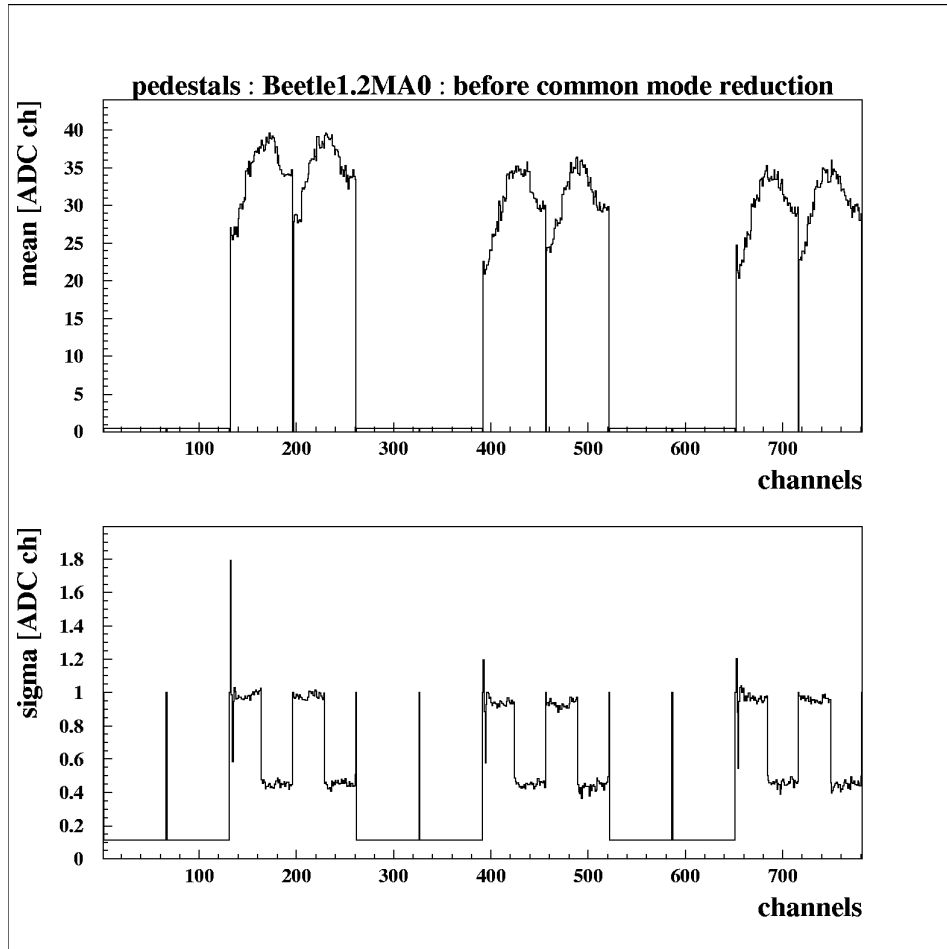 pedestals : Beetle1.2MA0 : before common mode reduction
mean [ADC ch]
40
35
30
25
20
15
10
5
0
100 200 300 400 500 600 700
channels
sigma [ADC ch]
1.8
1.6
1.4
1.2
1
0.8
0.6
0.4
0.2
0
100 200 300 400 500 600 700
channels